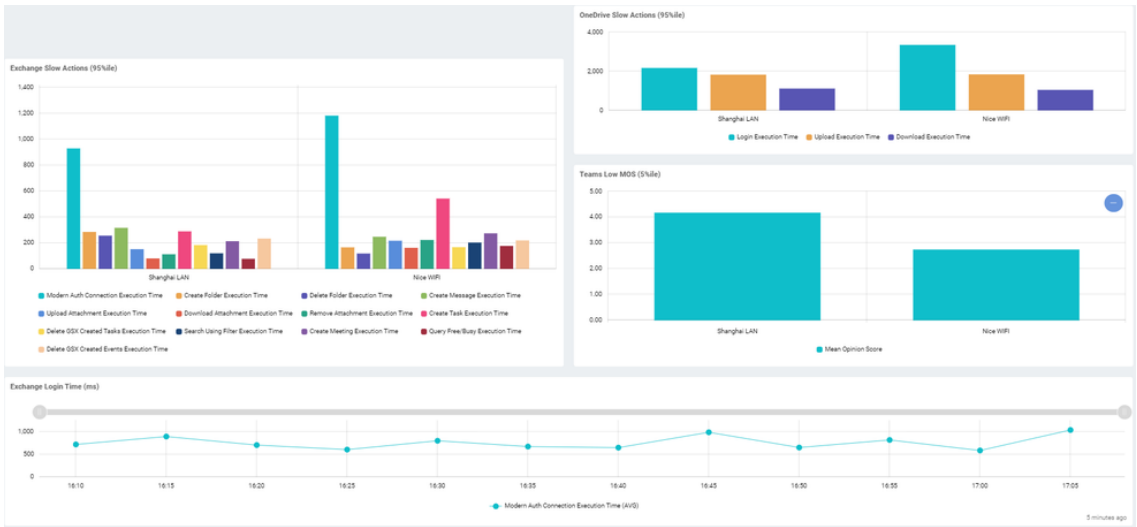 OneDrive Slow Actions (95%ile)
4,000
2,000
0
Shanghai LAN Nice WIFI
Login Execution Time Upload Execution Time Download Execution Time
Exchange Slow Actions (95%ile)
1,400
1,200
1,000
800
600
400
200
0
Shanghai LAN Nice WIFI
Modern Auth Connection Execution Time Create Folder Execution Time Delete Folder Execution Time Create Message Execution Time
Upload Attachment Execution Time Download Attachment Execution Time Remove Attachment Execution Time Create Task Execution Time
Delete GSX Created Tasks Execution Time Search Using Filter Execution Time Create Meeting Execution Time Query Free/Busy Execution Time
Delete GSX Created Events Execution Time
Teams Low MOS (5%ile)
5.00
4.00
3.00
2.00
1.00
0.00
Shanghai LAN Nice WIFI
Mean Opinion Score
Exchange Login Time (ms)
1,000
500
0
16:10 16:15 16:20 16:25 16:30 16:35 16:40 16:45 16:50 16:55 17:00 17:05
Modern Auth Connection Execution Time (AVG)
5 minutes ago